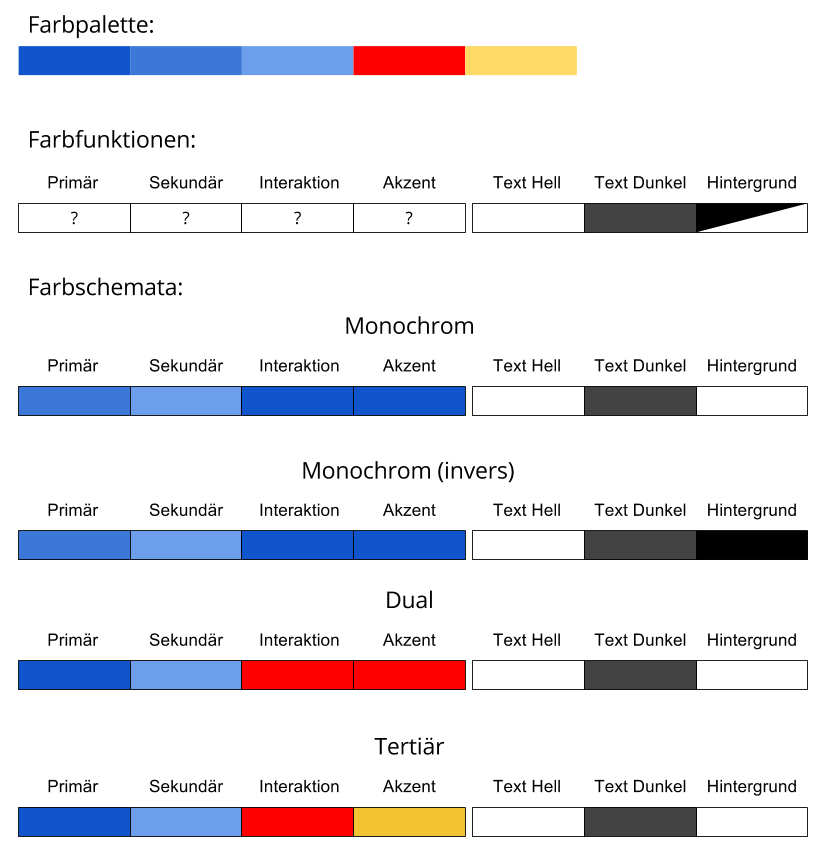 Farbpalette:
Farbfunktionen:
Primär Sekundär Interaktion Akzent Text Hell Text Dunkel Hintergrund
? ? ? ?
Farbschemata:
Monochrom
Primär Sekundär Interaktion Akzent Text Hell Text Dunkel Hintergrund
Monochrom (invers)
Primär Sekundär Interaktion Akzent Text Hell Text Dunkel Hintergrund
Dual
Primär Sekundär Interaktion Akzent Text Hell Text Dunkel Hintergrund
Tertiär
Primär Sekundär Interaktion Akzent Text Hell Text Dunkel Hintergrund